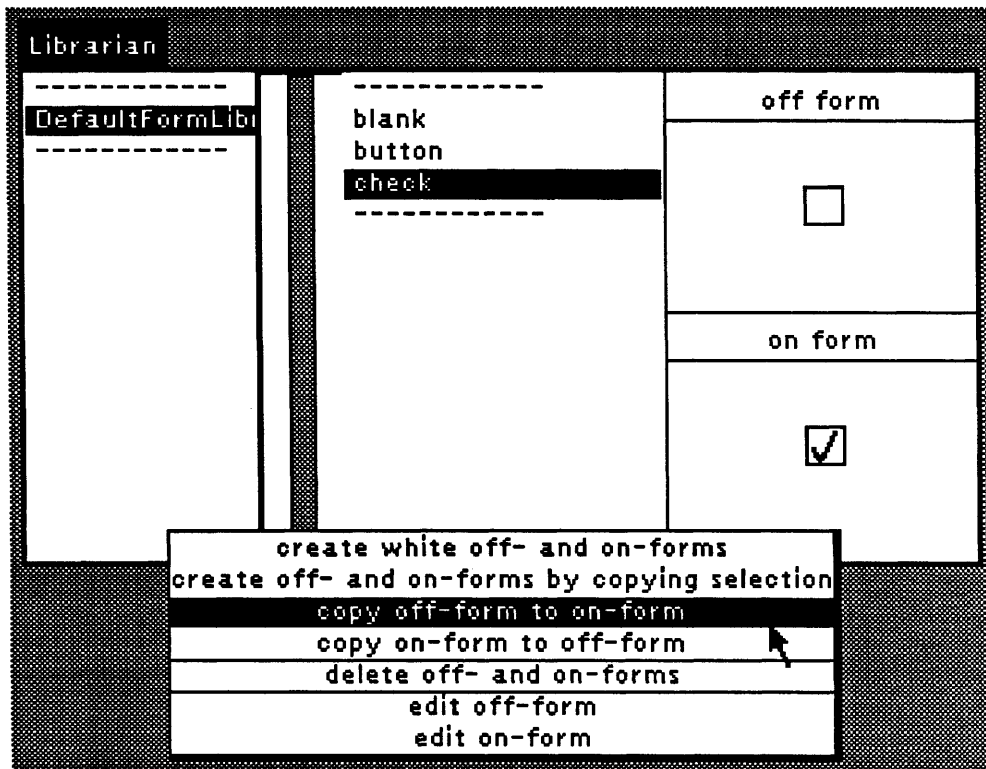 Librarian
------------
DefaultFormLibr
------------
------------
blank
button
check
------------
off form
on form
create white off- and on-forms
create off- and on-forms by copying selection
copy off-form to on-form
copy on-form to off-form
delete off- and on-forms
edit off-form
edit on-form